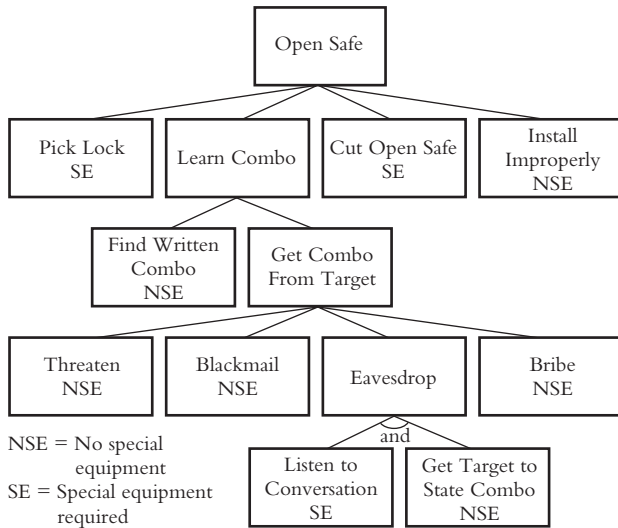 Open Safe
Pick Lock
SE
Learn Combo
Cut Open Safe
SE
Install
Improperly
NSE
Find Written
Combo
NSE
Get Combo
From Target
Threaten
NSE
Blackmail
NSE
Eavesdrop
Bribe
NSE
and
NSE = No special
equipment
SE = Special equipment
required
Listen to
Conversation
SE
Get Target to
State Combo
NSE